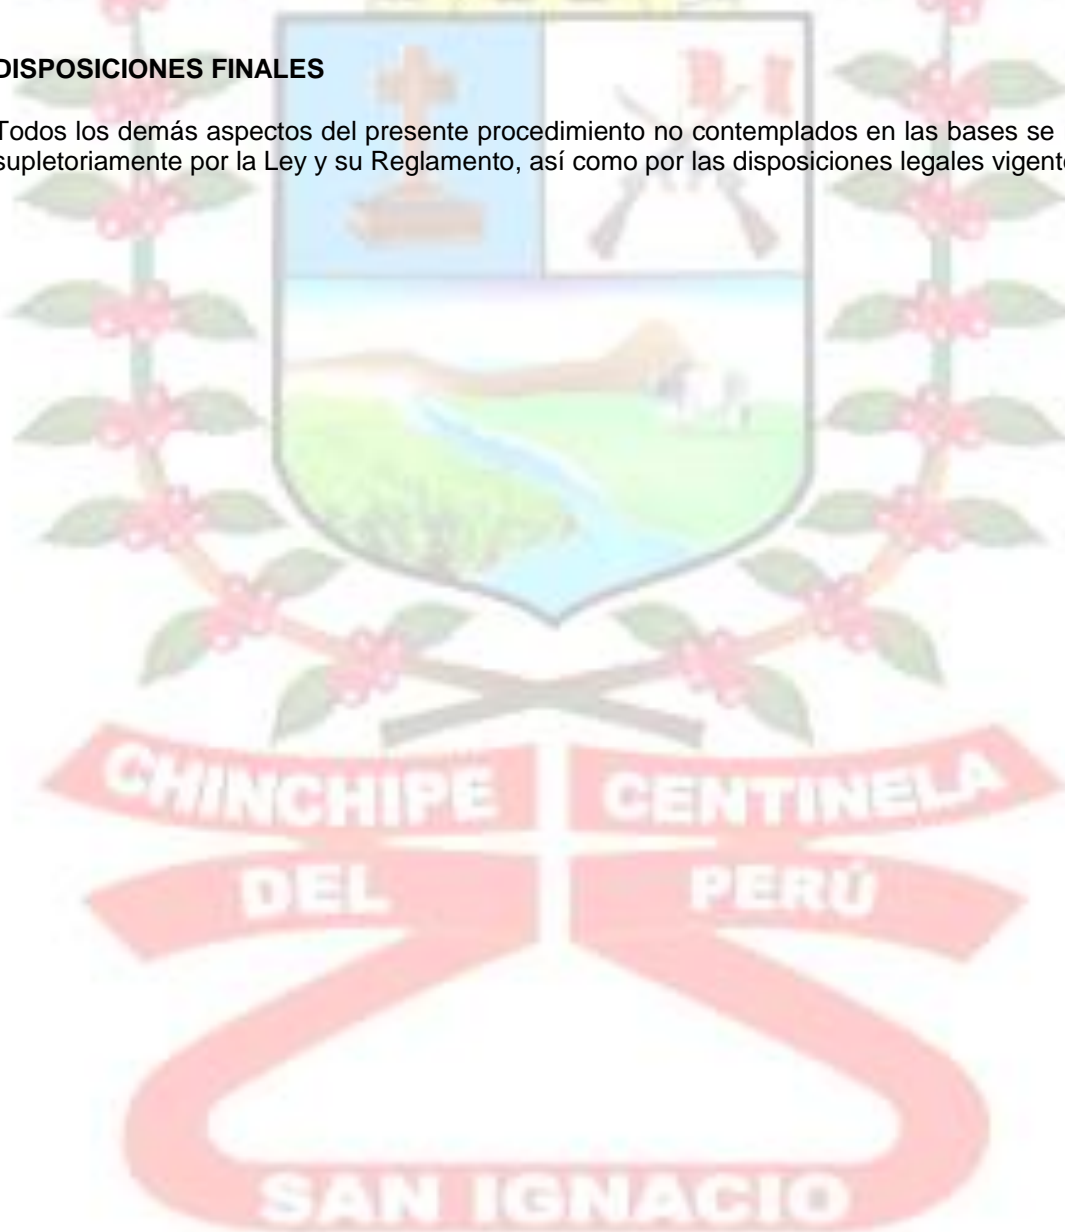 DISPOSICIONES FINALES
Todos los demás aspectos del presente procedimiento no contemplados en las bases se
supletoriamente por la Ley y su Reglamento, así como por las disposiciones legales
CHINCHIPE CENTINELA
DEL PERÚ
SAN IGNACIO